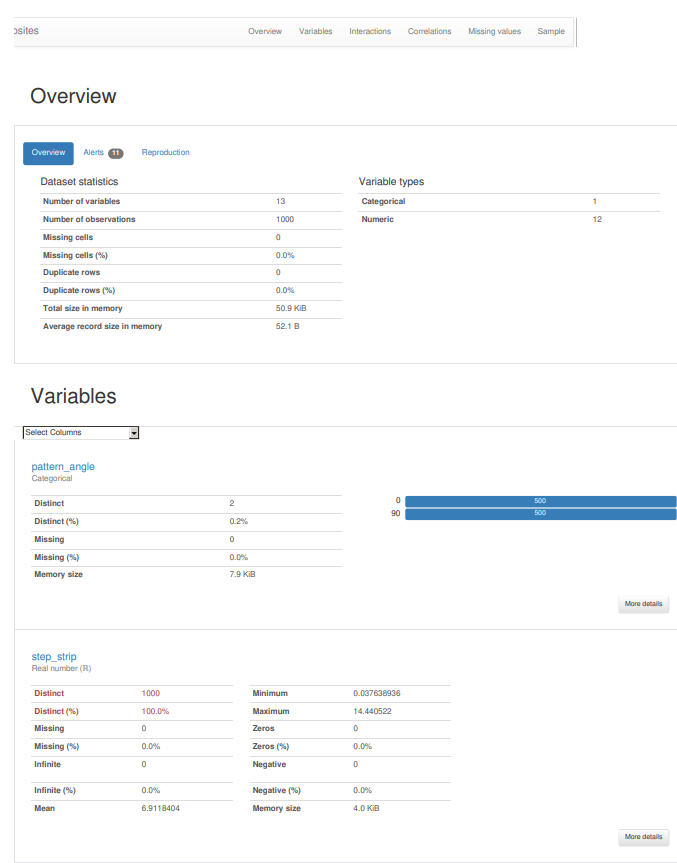 osites Overview Variables Interactions Correlations Missing values Sample
Overview
Overview Alerts 11 Reproduction
Dataset statistics Variable types
Number of variables 13 Categorical 1
Number of observations 1000 Numeric 12
Missing cells 0
Missing cells (%) 0.0%
Duplicate rows 0
Duplicate rows (%) 0.0%
Total size in memory 50.9 KiB
Average record size in memory 52.1 B
Variables
Select Columns
pattern_angle
Categorical
Distinct 2 0 500
Distinct (%) 0.2% 90 500
Missing 0
Missing (%) 0.0%
Memory size 7.9 KiB
More details
step_strip
Real number (ℝ)
Distinct 1000 Minimum 0.037638936
Distinct (%) 100.0% Maximum 14.440522
Missing 0 Zeros 0
Missing (%) 0.0% Zeros (%) 0.0%
Infinite 0 Negative 0
Infinite (%) 0.0% Negative (%) 0.0%
Mean 6.9118404 Memory size 4.0 KiB
More details